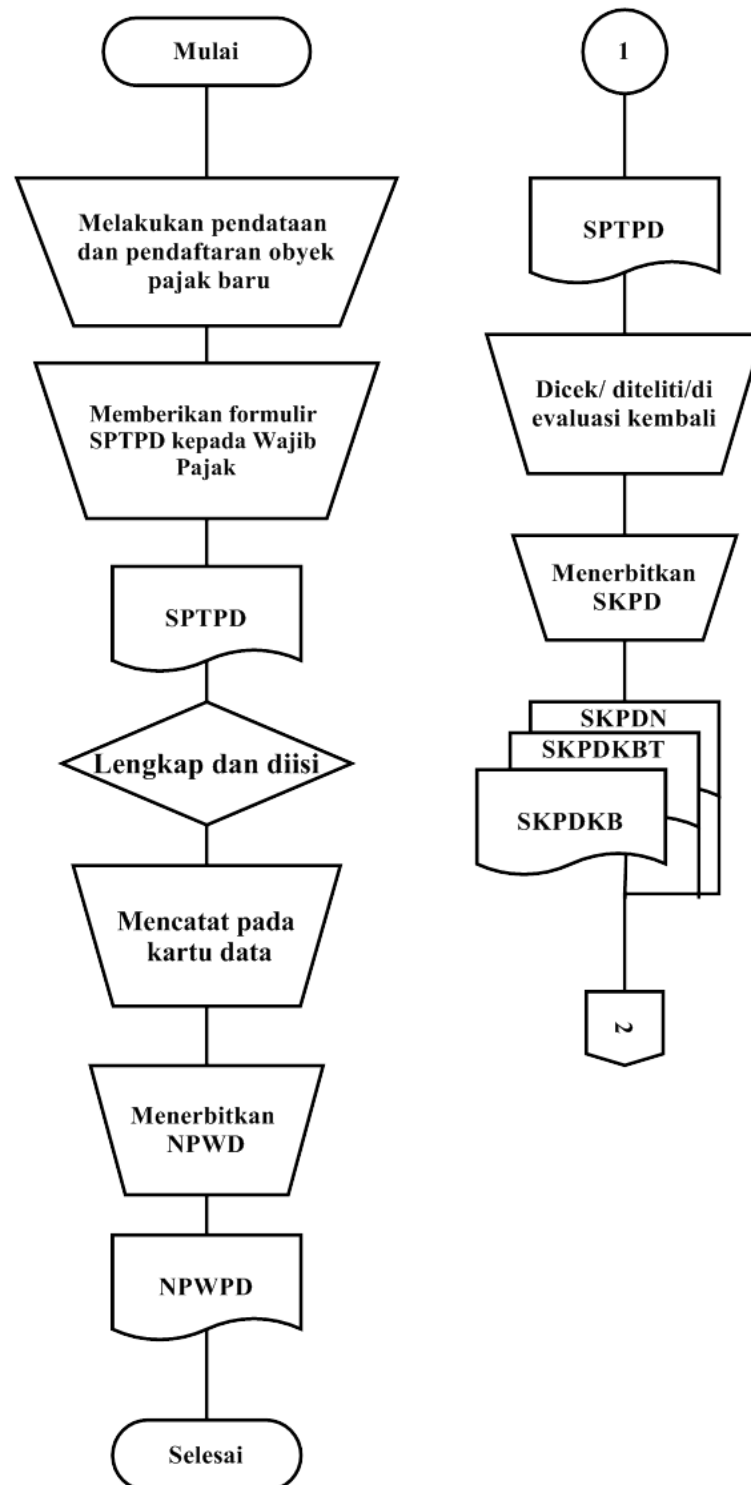 Mulai
Melakukan pendataan
dan pendaftaran obyek
pajak baru
Memberikan formulir
SPTPD kepada Wajib
Pajak
SPTPD
Lengkap dan diisi
Mencatat pada
kartu data
Menerbitkan
NPWD
NPWPD
Selesai
1
SPTPD
Dicek/ diteliti/di
evaluasi kembali
Menerbitkan
SKPD
SKPDN
SKPDKBT
SKPDKB
2